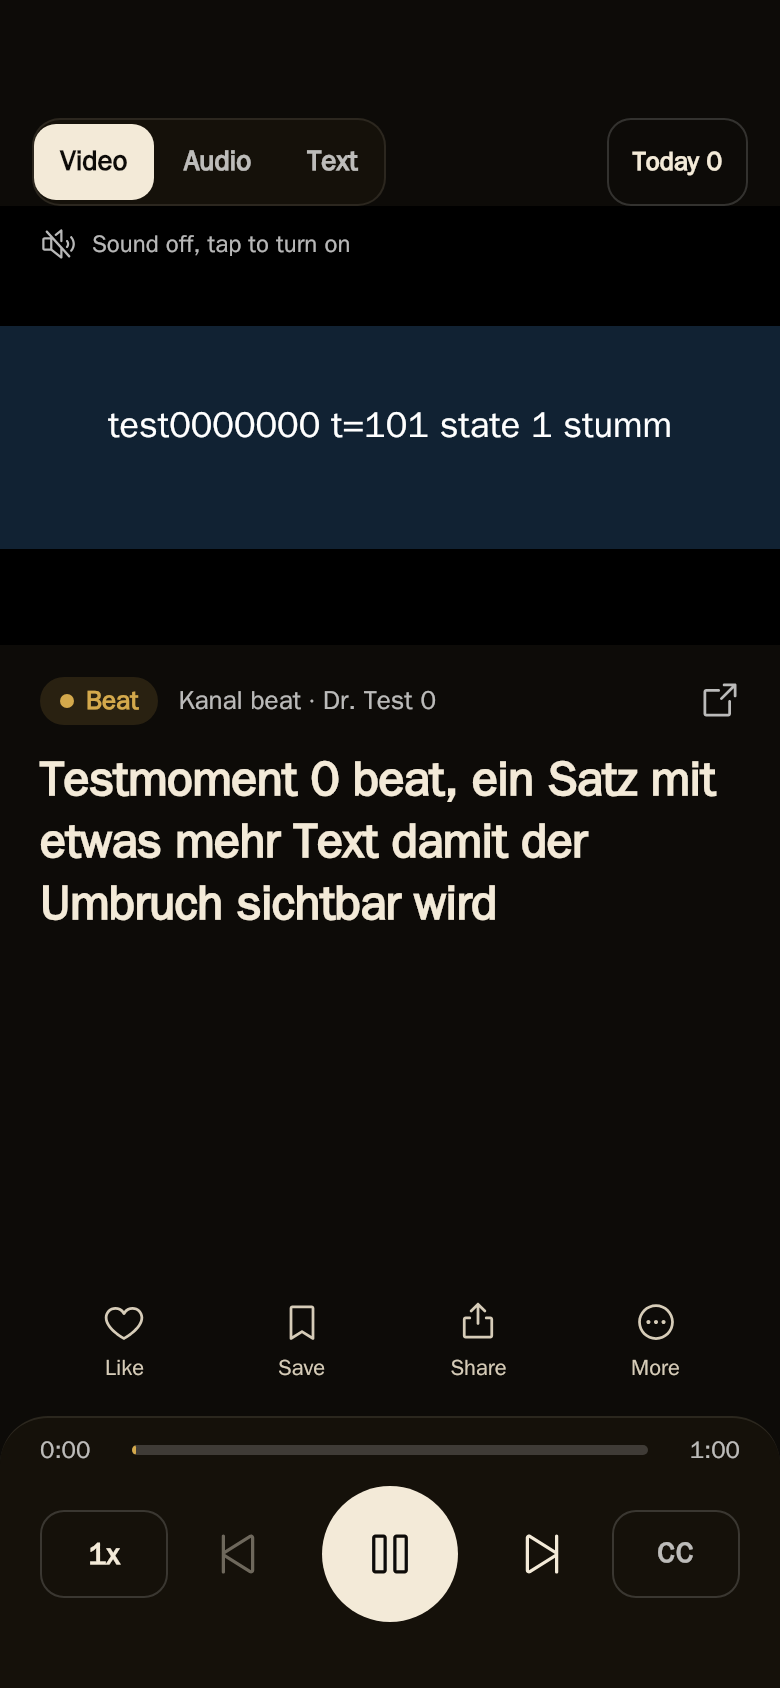 Video Audio Text Today 0
Sound off, tap to turn on
test0000000 t=101 state 1 stumm
Beat Kanal beat · Dr. Test 0
Testmoment 0 beat, ein Satz mit
etwas mehr Text damit der
Umbruch sichtbar wird
Like Save Share More
0:00 1:00
1x CC